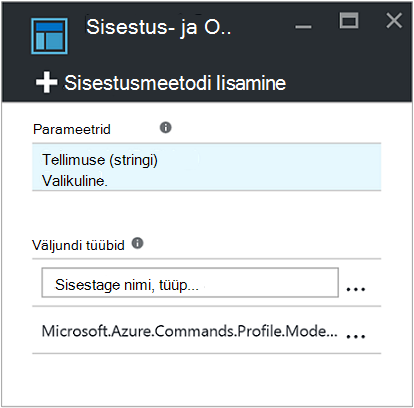 Sisestus- ja O..
Sisestusmeetodi lisamine
Parameetrid
Tellimuse (stringi)
Valikuline.
Väljundi tüübid
Sisestage nimi, tüüp...
Microsoft.Azure.Commands.Profile.Mode...